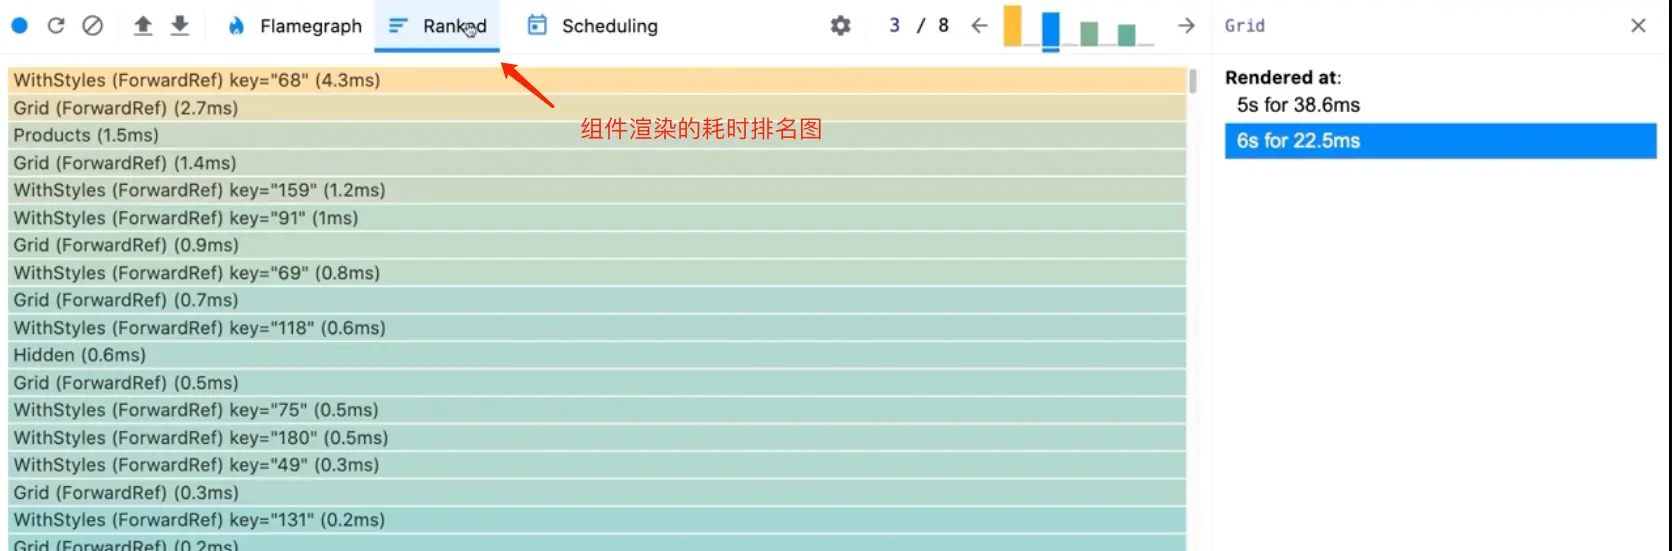 Flamegraph Ranked Scheduling 3 / 8 Grid
Rendered at:
5s for 38.6ms
6s for 22.5ms
组件渲染的耗时排名图
WithStyles (ForwardRef) key="68" (4.3ms)
Grid (ForwardRef) (2.7ms)
Products (1.5ms)
Grid (ForwardRef) (1.4ms)
WithStyles (ForwardRef) key="159" (1.2ms)
WithStyles (ForwardRef) key="91" (1ms)
Grid (ForwardRef) (0.9ms)
WithStyles (ForwardRef) key="69" (0.8ms)
Grid (ForwardRef) (0.7ms)
WithStyles (ForwardRef) key="118" (0.6ms)
Hidden (0.6ms)
Grid (ForwardRef) (0.5ms)
WithStyles (ForwardRef) key="75" (0.5ms)
WithStyles (ForwardRef) key="180" (0.5ms)
WithStyles (ForwardRef) key="49" (0.3ms)
Grid (ForwardRef) (0.3ms)
WithStyles (ForwardRef) key="131" (0.2ms)
Grid (ForwardRef) (0.2ms)